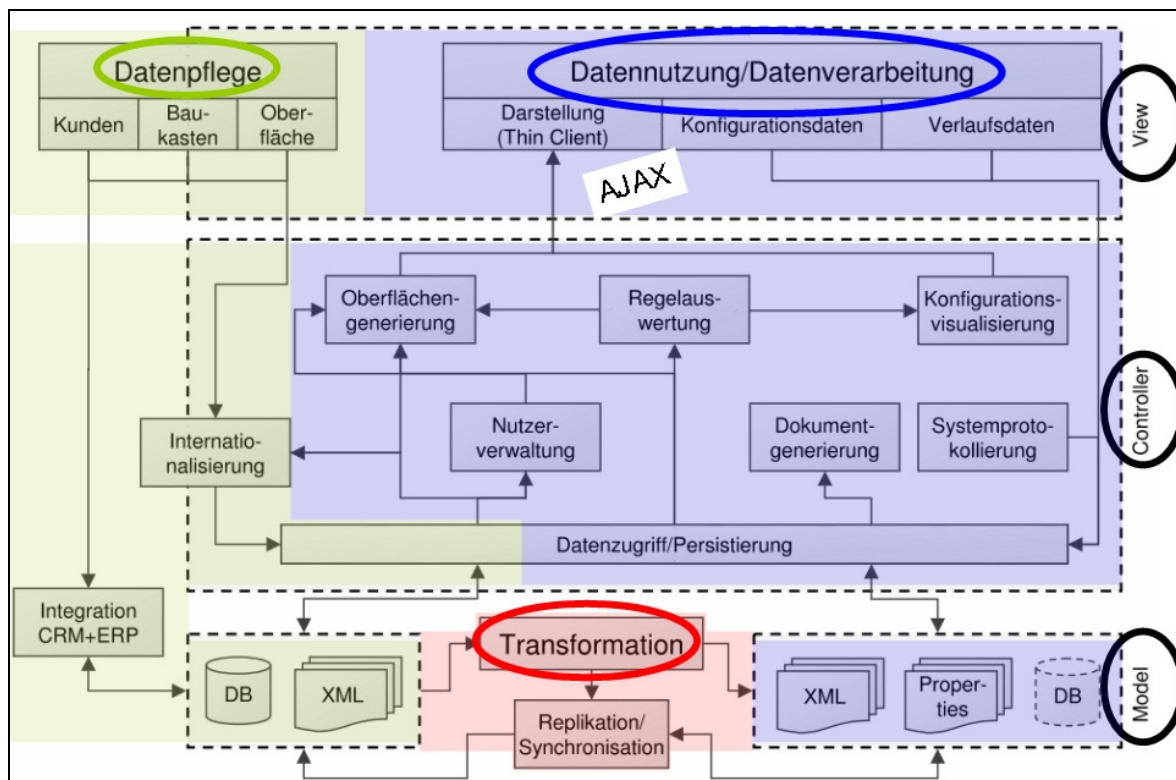 Datenpflege
Kunden
Bau-
kasten
Ober-
fläche
Datennutzung/Datenverarbeitung
Darstellung
(Thin Client)
Konfigurationsdaten
Verlaufsdaten
View
AJAX
Oberflächen-
generierung
Regelaus-
wertung
Konfigurations-
visualisierung
Internatio-
nalisierung
Nutzer-
verwaltung
Dokument-
generierung
Systemproto-
kollierung
Controller
Datenzugriff/Persistierung
Integration
CRM+ERP
DB
XML
Transformation
Replikation/
Synchronisation
XML
Proper-
ties
DB
Model